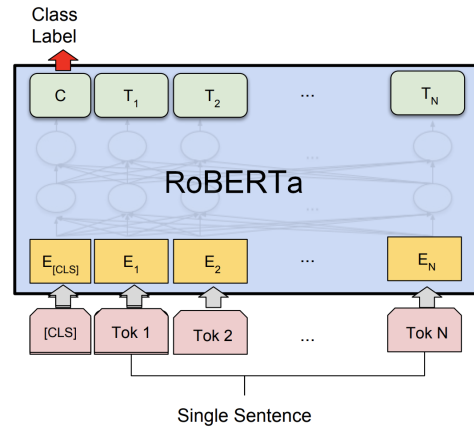 Class
Label
C T1 T2 ... TN
...
...
RoBERTa
E[CLS] E1 E2 ... EN
[CLS] Tok 1 Tok 2 ... Tok N
Single Sentence